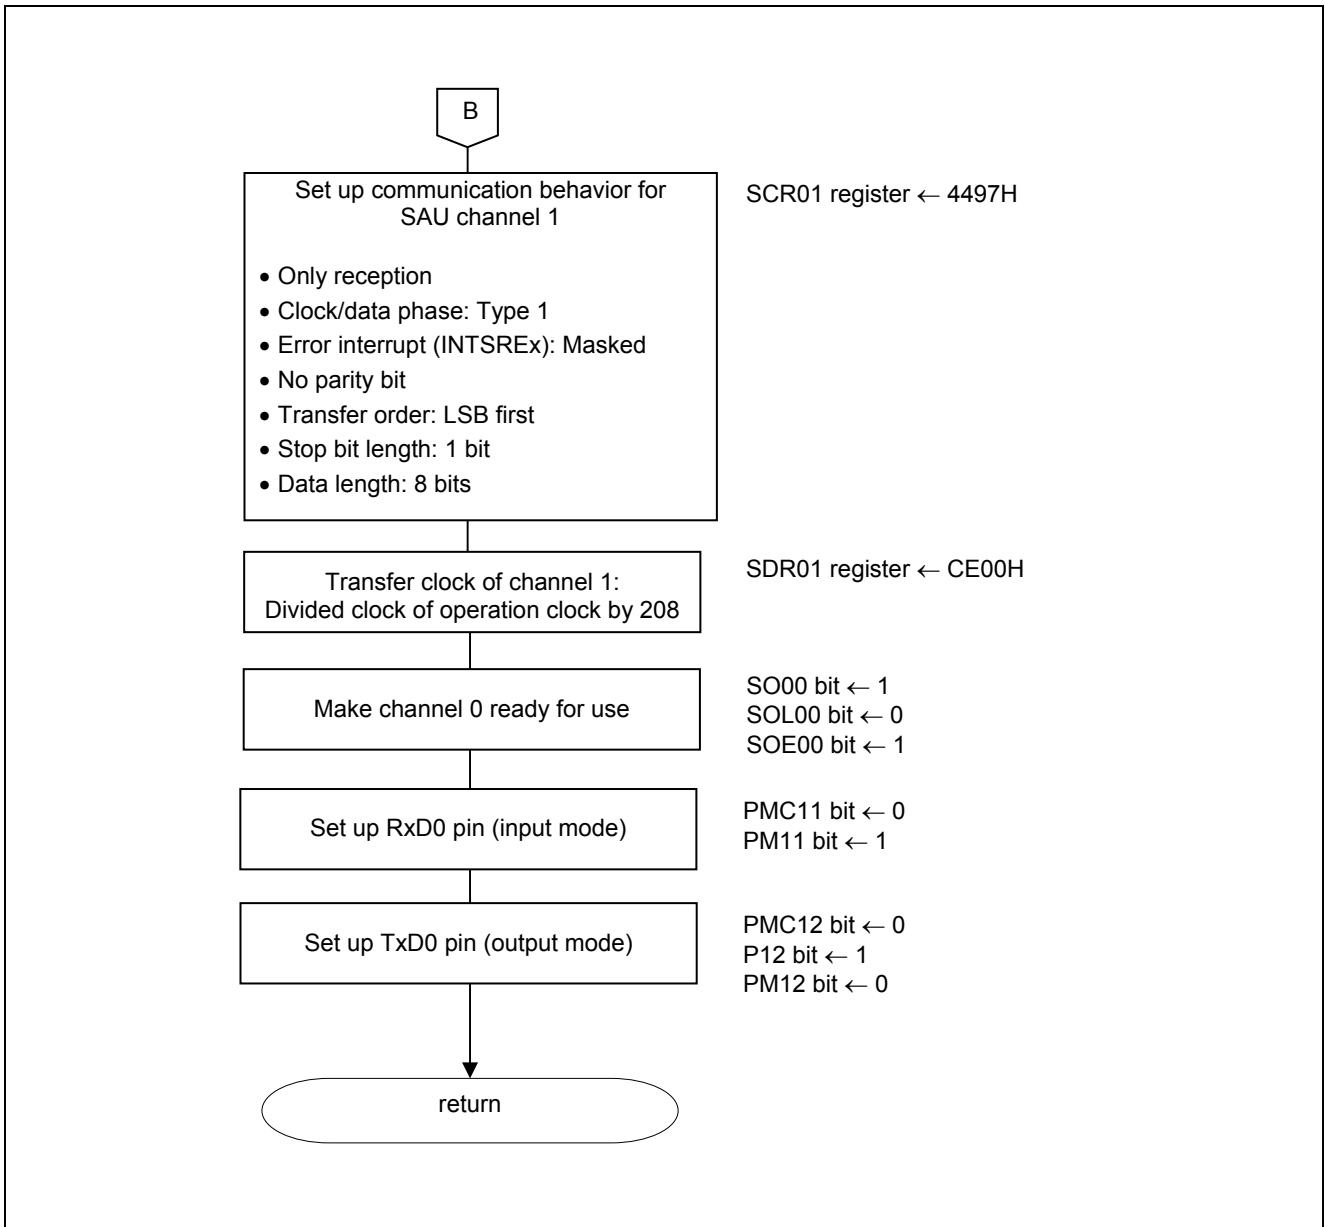 B
Set up communication behavior for
SAU channel 1
SCR01 register ← 4497H
• Only reception
• Clock/data phase: Type 1
• Error interrupt (INTSREx): Masked
• No parity bit
• Transfer order: LSB first
• Stop bit length: 1 bit
• Data length: 8 bits
Transfer clock of channel 1:
Divided clock of operation clock by 208
SDR01 register ← CE00H
Make channel 0 ready for use
SO00 bit ← 1
SOL00 bit ← 0
SOE00 bit ← 1
Set up RxD0 pin (input mode)
PMC11 bit ← 0
PM11 bit ← 1
Set up TxD0 pin (output mode)
PMC12 bit ← 0
P12 bit ← 1
PM12 bit ← 0
return